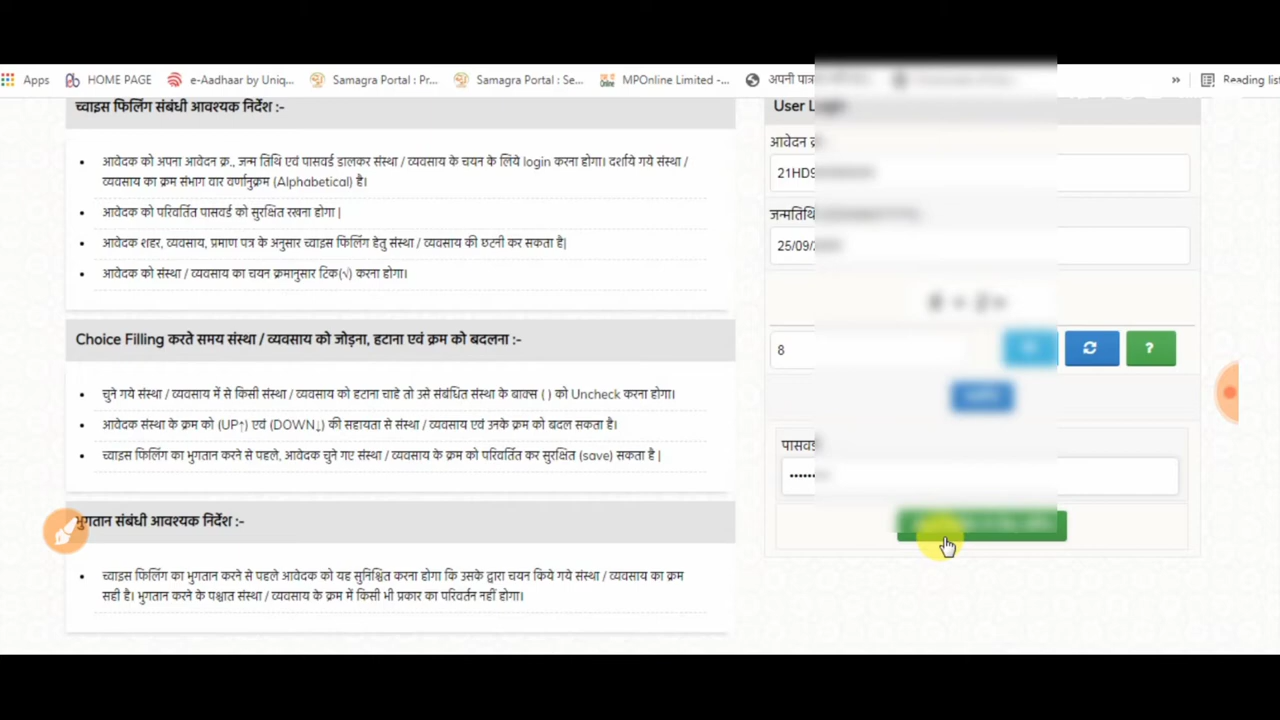 Apps HOME PAGE e-Aadhaar by Uniq... Samagra Portal : Pr... Samagra Portal : Se... MPOnline Limited -... अपनी » Reading list
च्वाइस फिलिंग संबंधी आवश्यक निर्देश :-
आवेदक को अपना आवेदन क्र., जन्म तिथि एवं पासवर्ड डालकर संस्था / व्यवसाय के चयन के लिये login करना होगा। दर्शाये गये संस्था /
व्यवसाय का क्रम संभाग वार वर्णानुक्रम (Alphabetical) है।
आवेदक को परिवर्तित पासवर्ड को सुरक्षित रखना होगा |
आवेदक शहर, व्यवसाय, प्रमाण पत्र के अनुसार च्वाइस फिलिंग हेतु संस्था / व्यवसाय की छटनी कर सकता है|
आवेदक को संस्था / व्यवसाय का चयन क्रमानुसार टिक(√) करना होगा।
Choice Filling करते समय संस्था / व्यवसाय को जोड़ना, हटाना एवं क्रम को बदलना :-
चुने गये संस्था / व्यवसाय में से किसी संस्था / व्यवसाय को हटाना चाहे तो उसे संबंधित संस्था के बाक्स ( ) को Uncheck करना होगा।
आवेदक संस्था के क्रम को (UP↑) एवं (DOWN↓) की सहायता से संस्था / व्यवसाय एवं उनके क्रम को बदल सकता है।
च्वाइस फिलिंग का भुगतान करने से पहले, आवेदक चुने गए संस्था / व्यवसाय के क्रम को परिवर्तित कर सुरक्षित (save) सकता है |
भुगतान संबंधी आवश्यक निर्देश :-
च्वाइस फिलिंग का भुगतान करने से पहले आवेदक को यह सुनिश्चित करना होगा कि उसके द्वारा चयन किये गये संस्था / व्यवसाय का क्रम
सही है। भुगतान करने के पश्चात संस्था / व्यवसाय के क्रम में किसी भी प्रकार का परिवर्तन नहीं होगा।
User
आवेदन क्र
21HD9
जन्मतिथि
25/09/
8
?
पासवर्ड